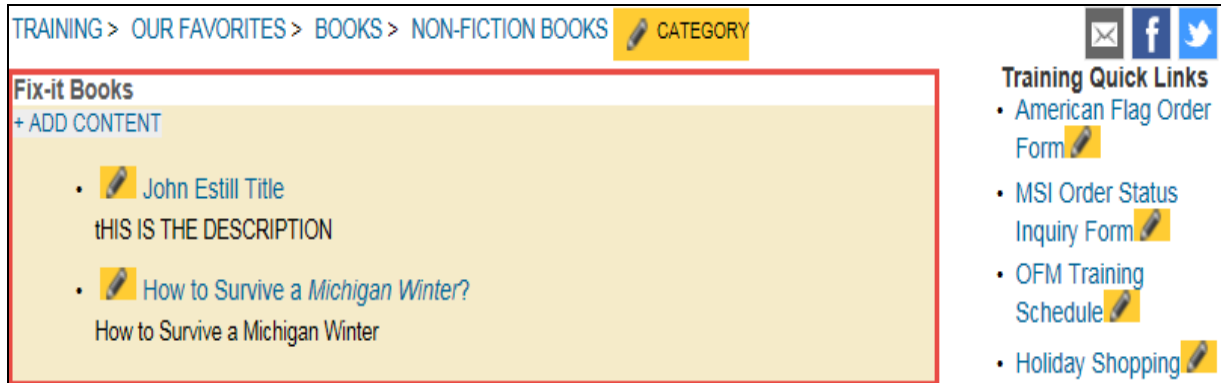 TRAINING > OUR FAVORITES > BOOKS > NON-FICTION BOOKS CATEGORY
Fix-it Books
+ ADD CONTENT
• John Estill Title
tHIS IS THE DESCRIPTION
• How to Survive a Michigan Winter?
How to Survive a Michigan Winter
f
Training Quick Links
• American Flag Order
Form
• MSI Order Status
Inquiry Form
• OFM Training
Schedule
• Holiday Shopping